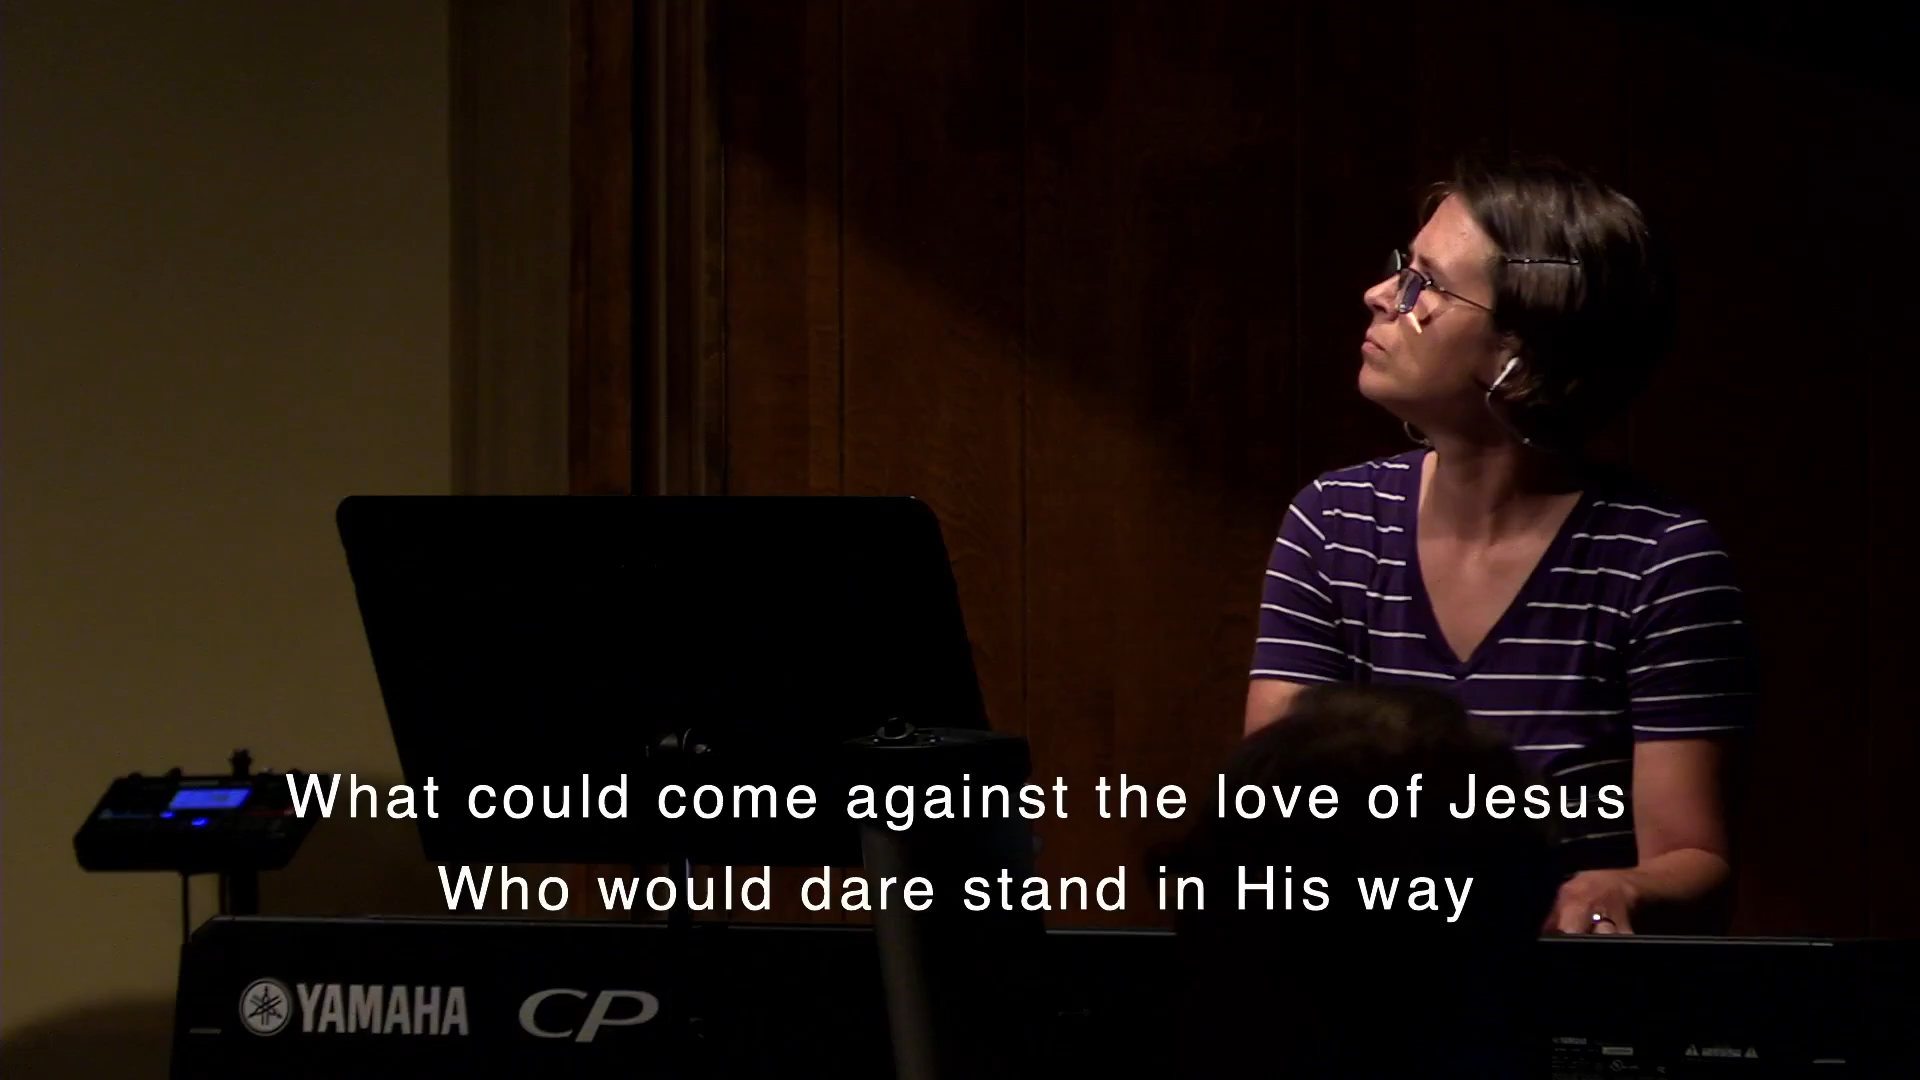 What could come against the love of Jesus
Who would dare stand in His way
YAMAHA CP